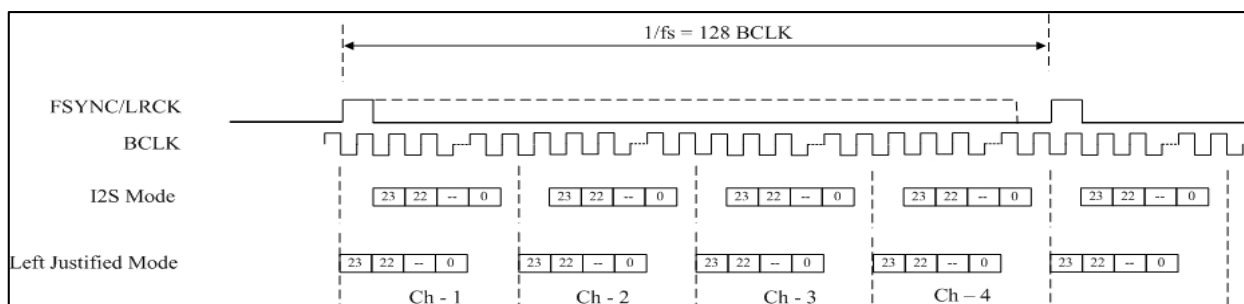 1/fs = 128 BCLK
FSYNC/LRCK
BCLK
I2S Mode
23 22 -- 0 23 22 -- 0 23 22 -- 0 23 22 -- 0 23 22 -- 0
Left Justified Mode
23 22 -- 0 23 22 -- 0 23 22 -- 0 23 22 -- 0 23 22 -- 0
Ch - 1 Ch - 2 Ch - 3 Ch – 4